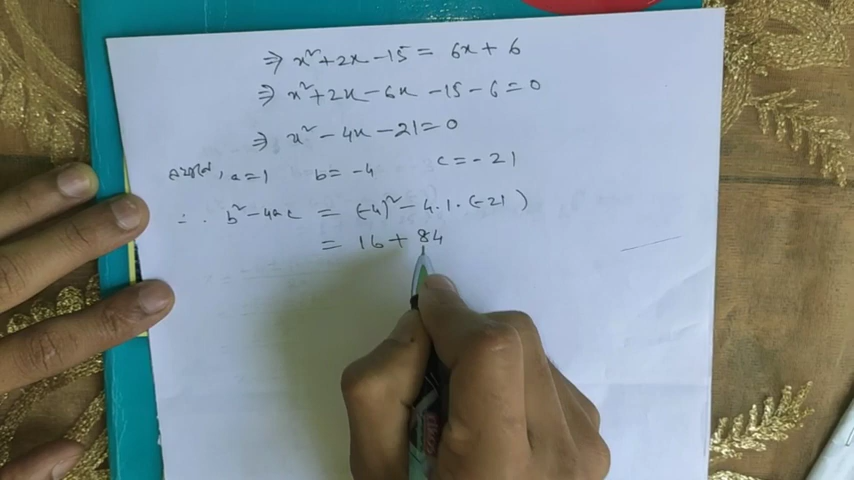 ⇒ x² + 2x - 15 = 6x + 6
⇒ x² + 2x - 6x - 15 - 6 = 0
⇒ x² - 4x - 21 = 0
a = 1 b = -4 c = - 21
∴ b² - 4ac = (-4)² - 4·1·(-21)
= 16 + 84